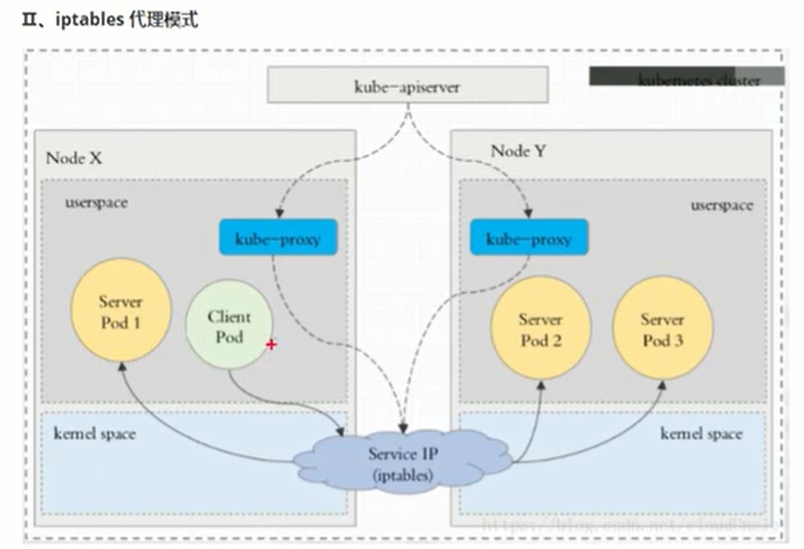 Ⅱ、iptables 代理模式
kube-apiserver
kubernetes cluster
Node X
Node Y
userspace
userspace
kube-proxy
kube-proxy
Server
Pod 1
Client
Pod
Server
Pod 2
Server
Pod 3
kernel space
kernel space
Service IP
(iptables)